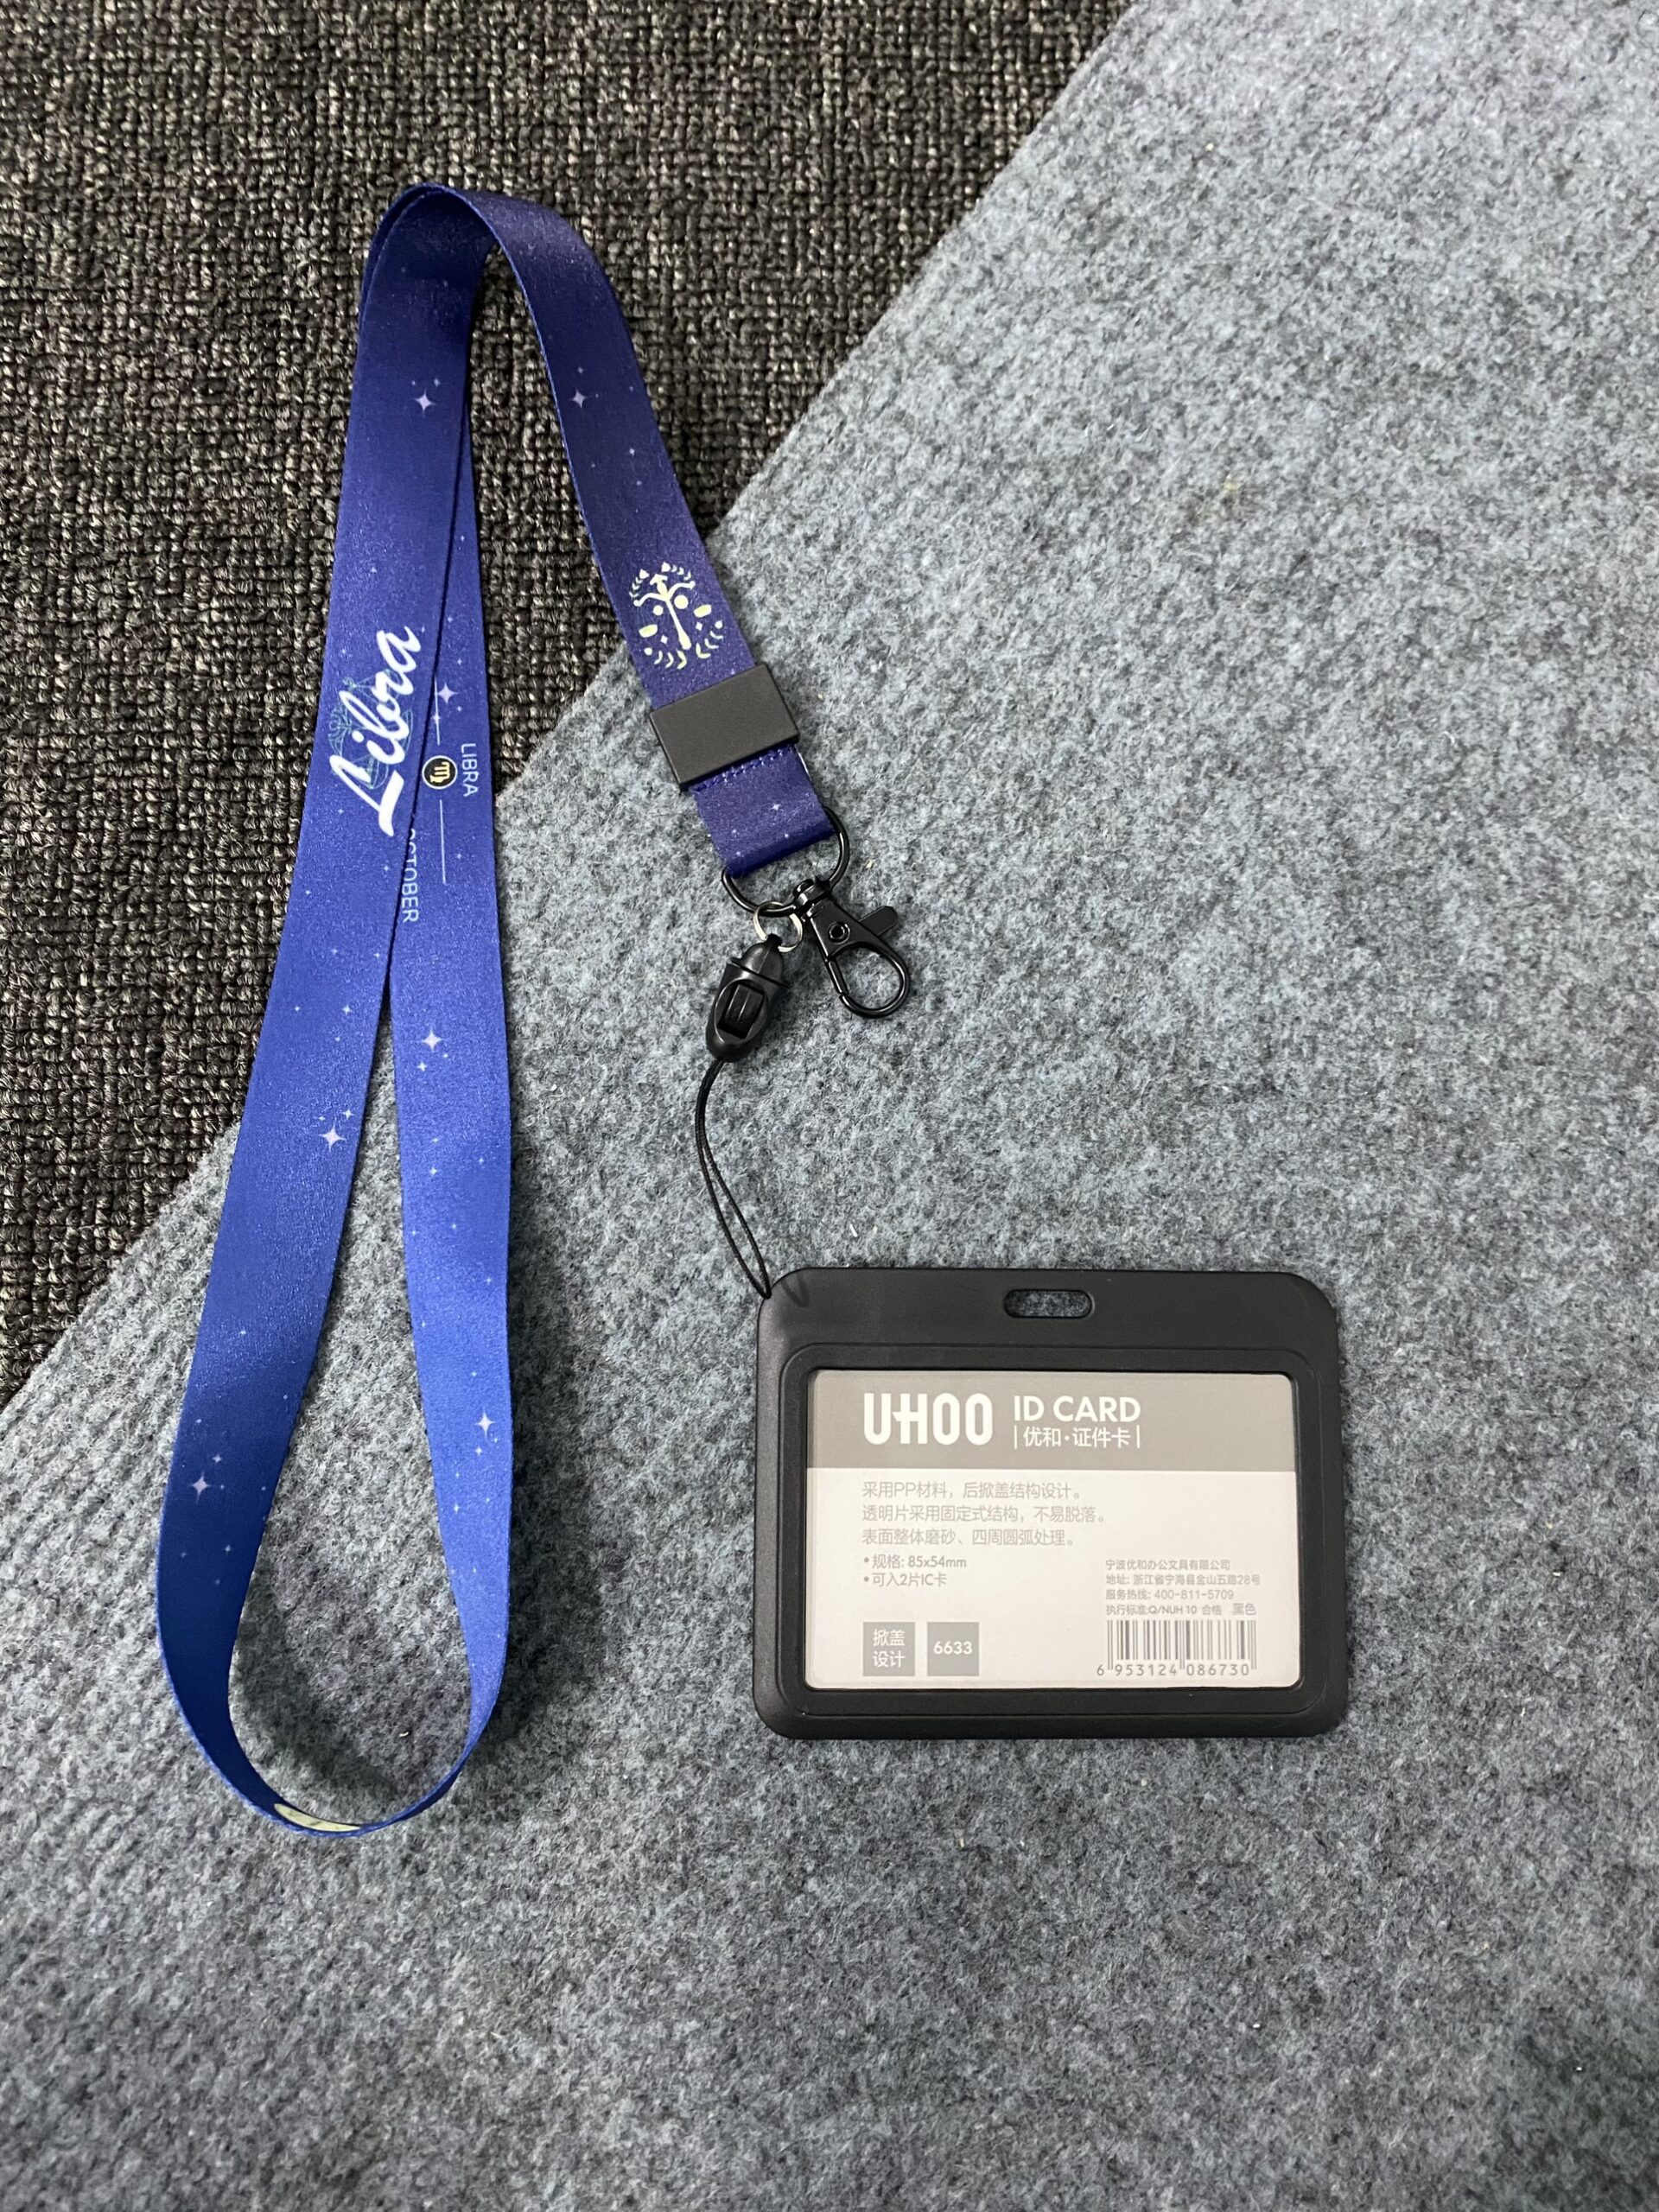 Libra
LIBRA
OCTOBER
UHOO
ID CARD
优和·证件卡
采用PP材料，后掀盖结构设计。
透明片采用固定式结构，不易脱落。
表面整体磨砂、四周圆弧处理。
•规格: 85x54mm
•可入2片IC卡
宁波优和办公文具有限公司
地址: 浙江省宁海县金山五路28号
服务热线: 400-811-5709
执行标准:Q/NUH 10 合格 黑色
掀盖
设计
6633
6 953124 086730